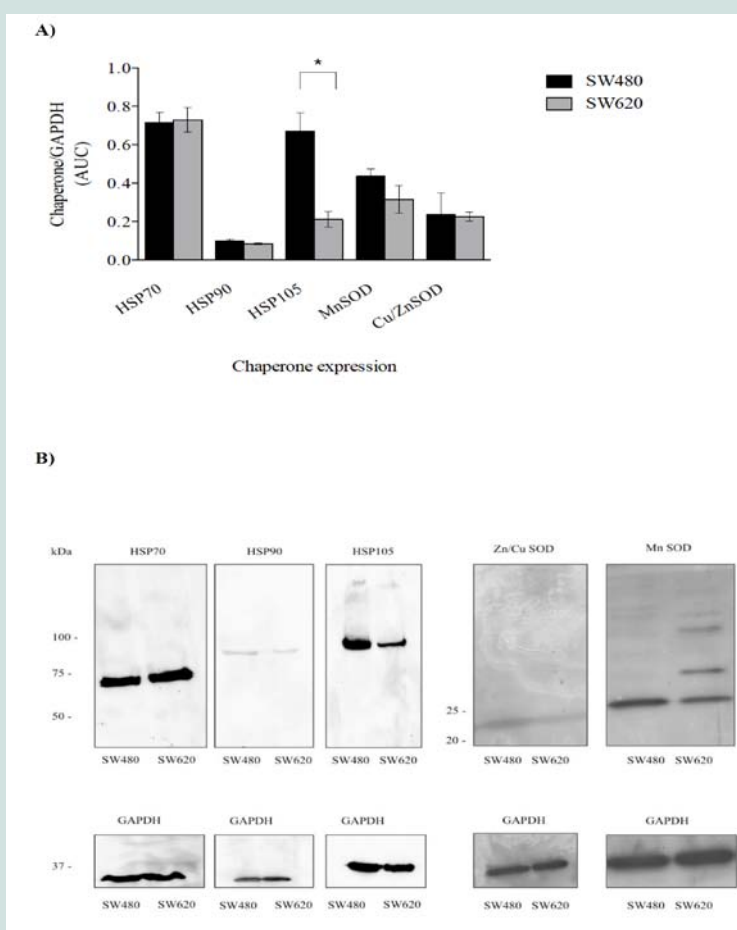 A)
Chaperone/GAPDH
(AUC)
1.0
0.8
0.6
0.4
0.2
0.0
*
SW480
SW620
HSP70
HSP90
HSP105
MnSOD
Cu/ZnSOD
Chaperone expression
B)
kDa
HSP70 HSP90 HSP105 Zn/Cu SOD Mn SOD
100 -
75 -
50 -
25 -
20 -
SW480 SW620 SW480 SW620 SW480 SW620 SW480 SW620 SW480 SW620
GAPDH GAPDH GAPDH GAPDH GAPDH
37 -
SW480 SW620 SW480 SW620 SW480 SW620 SW480 SW620 SW480 SW620